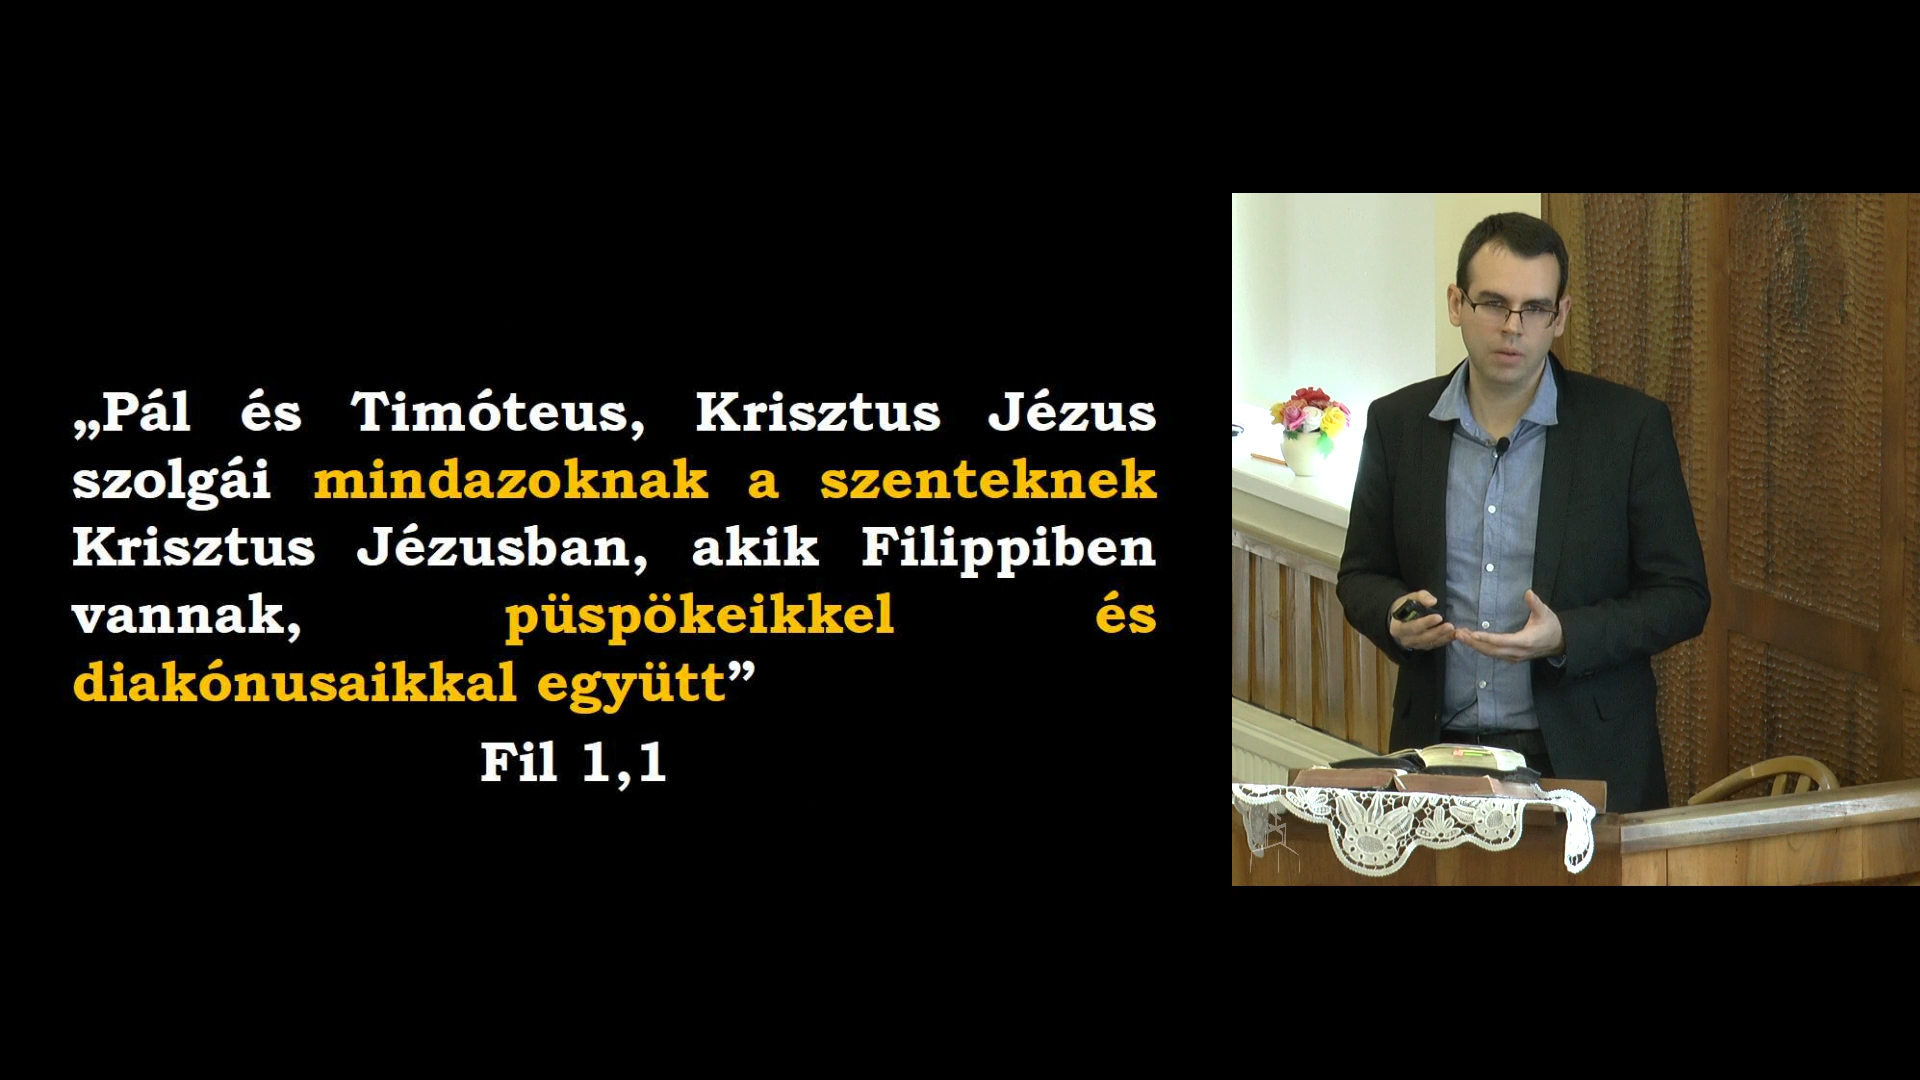 „Pál és Timóteus, Krisztus Jézus
szolgái mindazoknak a szenteknek
Krisztus Jézusban, akik Filippiben
vannak, püspökeikkel és
diakónusaikkal együtt”
Fil 1,1